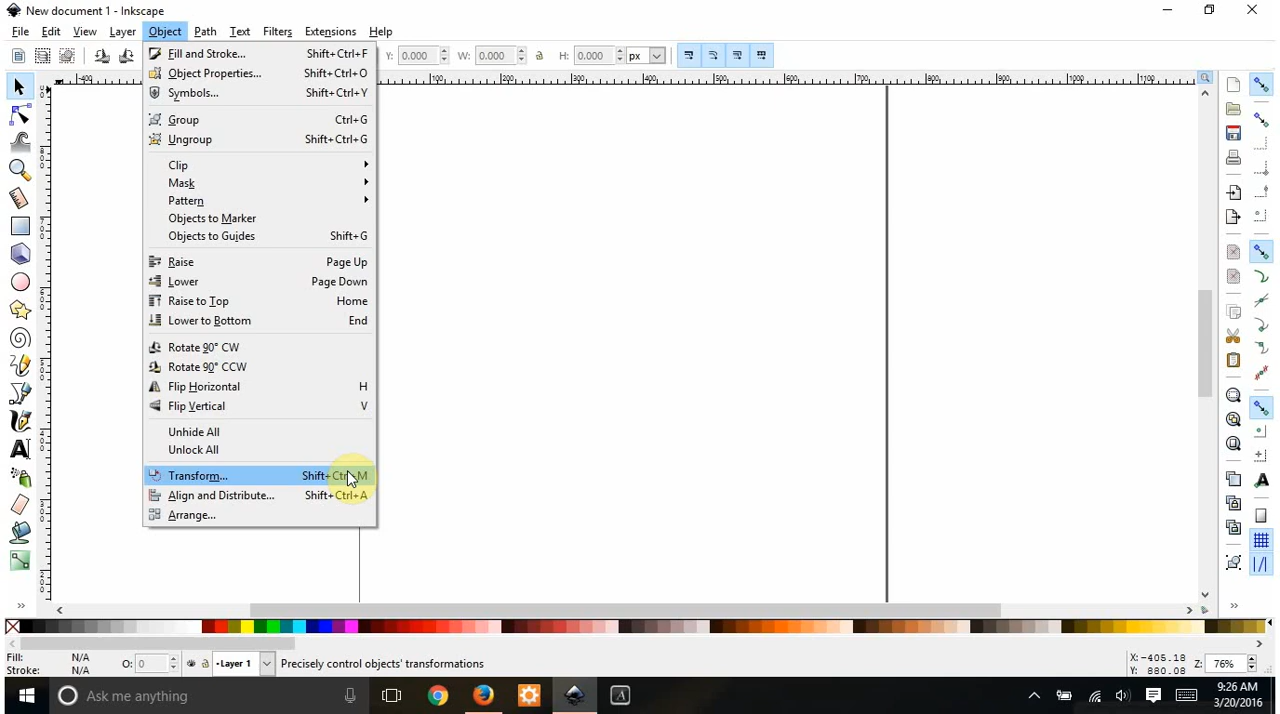 New document 1 - Inkscape
File Edit View Layer Object Path Text Filters Extensions Help
Y: 0.000 W: 0.000 H: 0.000 px
Fill and Stroke... Shift+Ctrl+F
Object Properties... Shift+Ctrl+O
Symbols... Shift+Ctrl+Y
Group Ctrl+G
Ungroup Shift+Ctrl+G
Clip
Mask
Pattern
Objects to Marker
Objects to Guides Shift+G
Raise Page Up
Lower Page Down
Raise to Top Home
Lower to Bottom End
Rotate 90° CW
Rotate 90° CCW
Flip Horizontal H
Flip Vertical V
Unhide All
Unlock All
Transform... Shift+Ctrl+M
Align and Distribute... Shift+Ctrl+A
Arrange...
Fill: N/A
Stroke: N/A
O: 0
Layer 1
Precisely control objects' transformations
X: -405.18
Y: 880.08
Z: 76%
Ask me anything
9:26 AM
3/20/2016